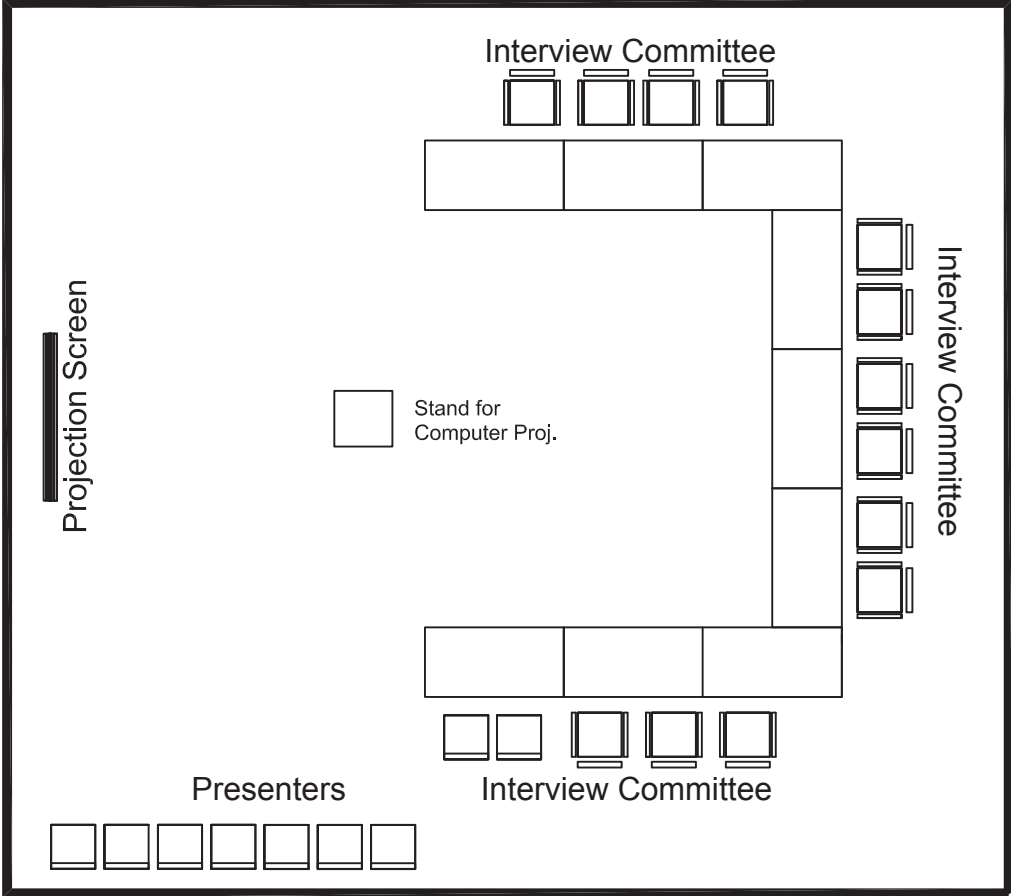 Interview Committee
Projection Screen
Stand for
Computer Proj.
Interview Committee
Presenters
Interview Committee